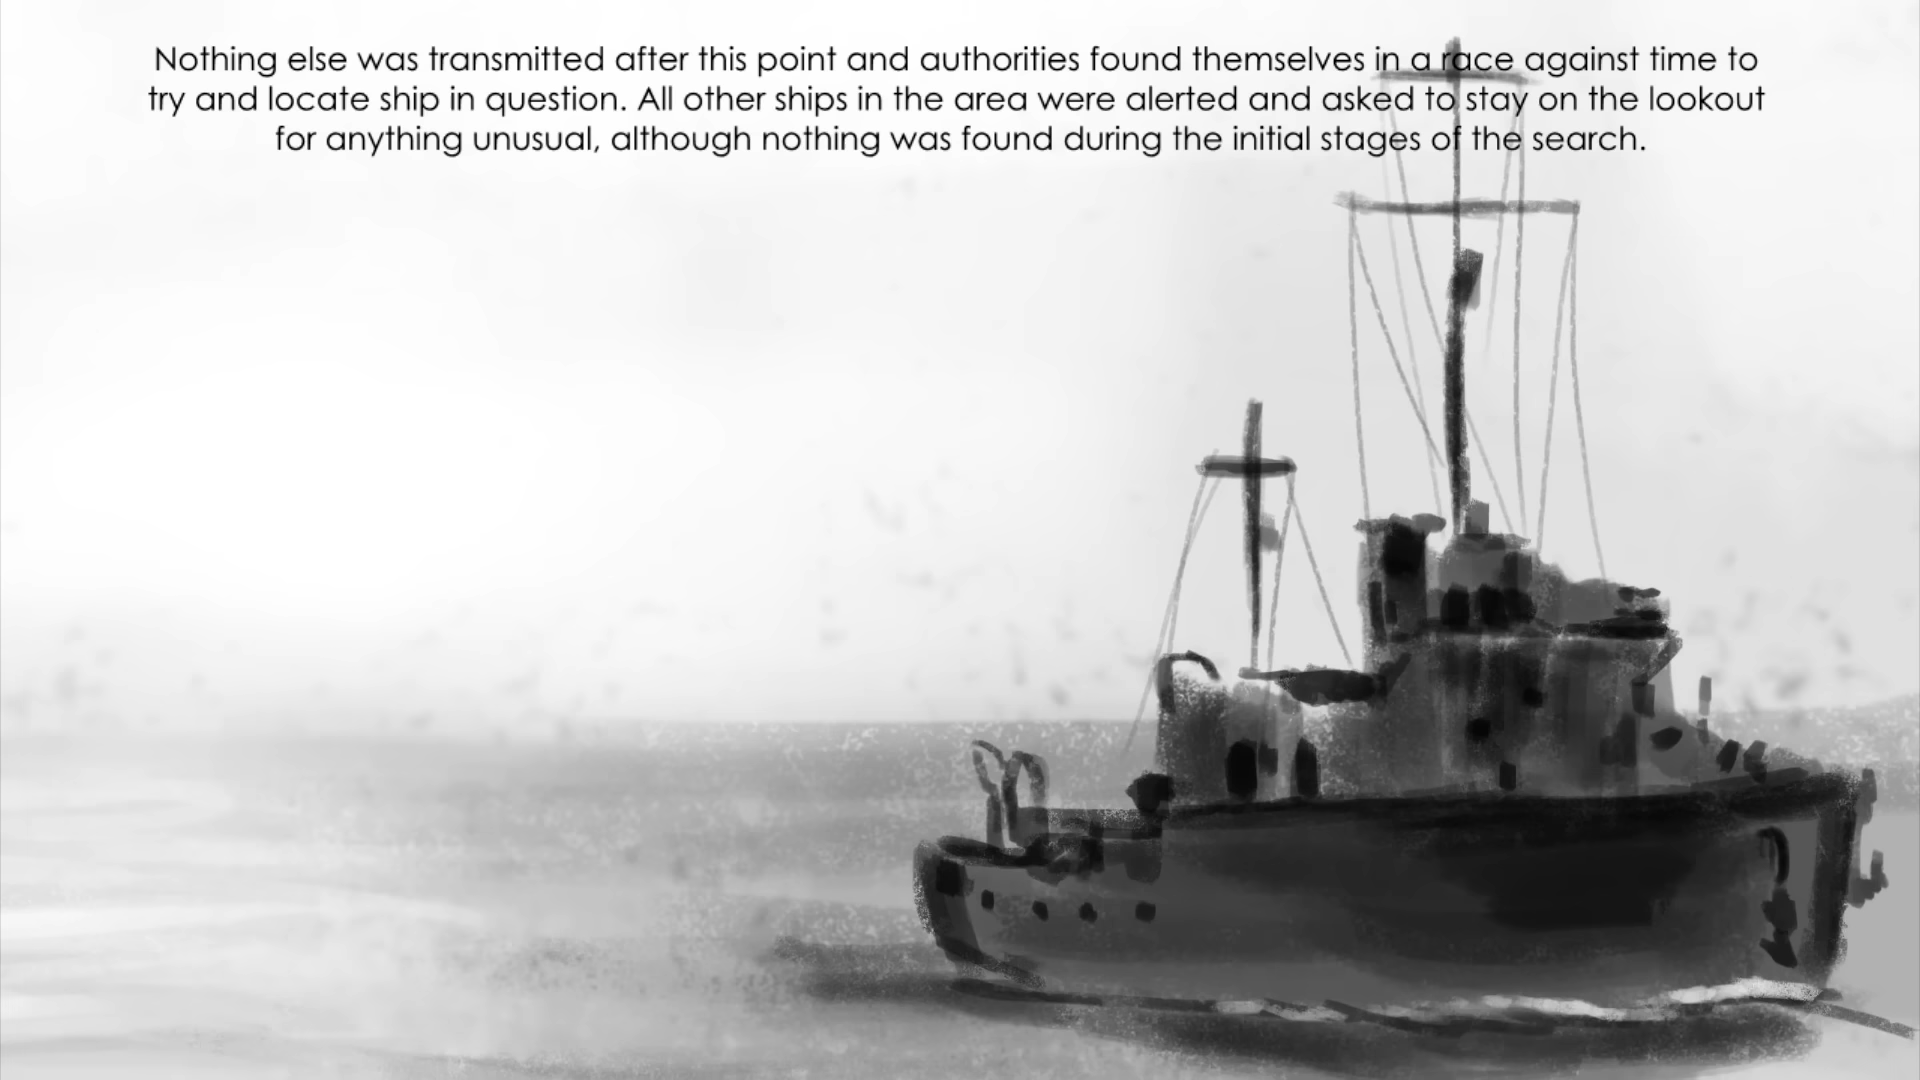 Nothing else was transmitted after this point and authorities found themselves in a race against time to
try and locate ship in question. All other ships in the area were alerted and asked to stay on the lookout
for anything unusual, although nothing was found during the initial stages of the search.